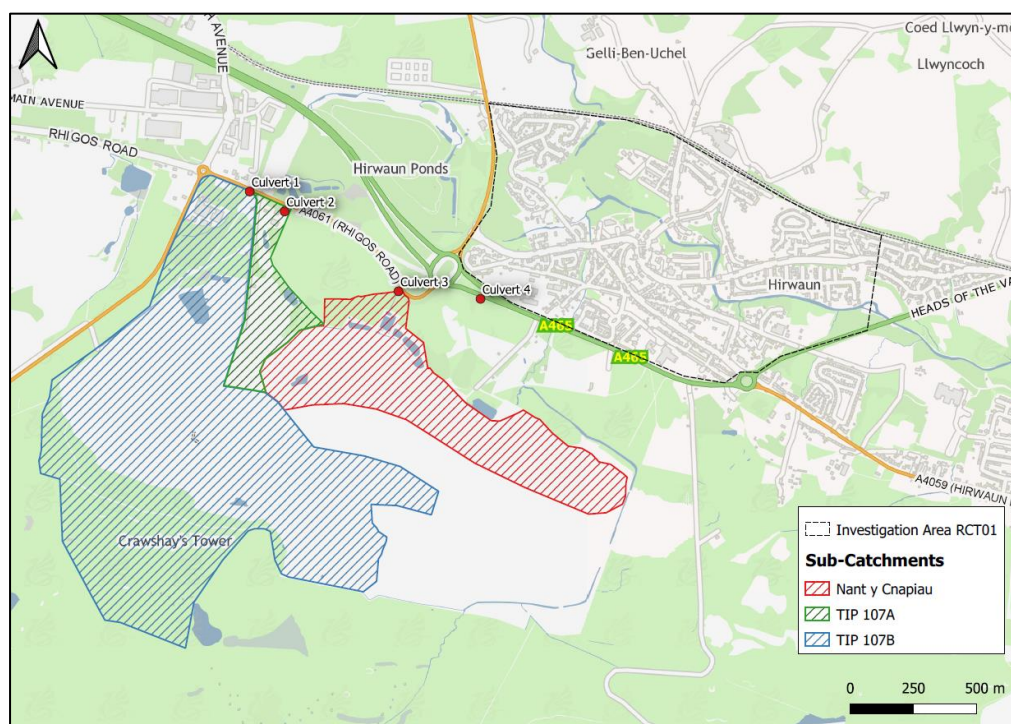 Coed Llwyn-y-m
Gelli-Ben-Uchel
Llwyncoch
AVENUE
MAIN AVENUE
RHIGOS ROAD
Hirwaun Ponds
Culvert 1
Culvert 2
A4061 (RHIGOS ROAD)
Culvert 3
Culvert 4
Hirwaun
HEADS OF THE VA
A465
A465
A4059 (HIRWAUN
Crawshay's Tower
Investigation Area RCT01
Sub-Catchments
Nant y Cnapiau
TIP 107A
TIP 107B
0 250 500 m